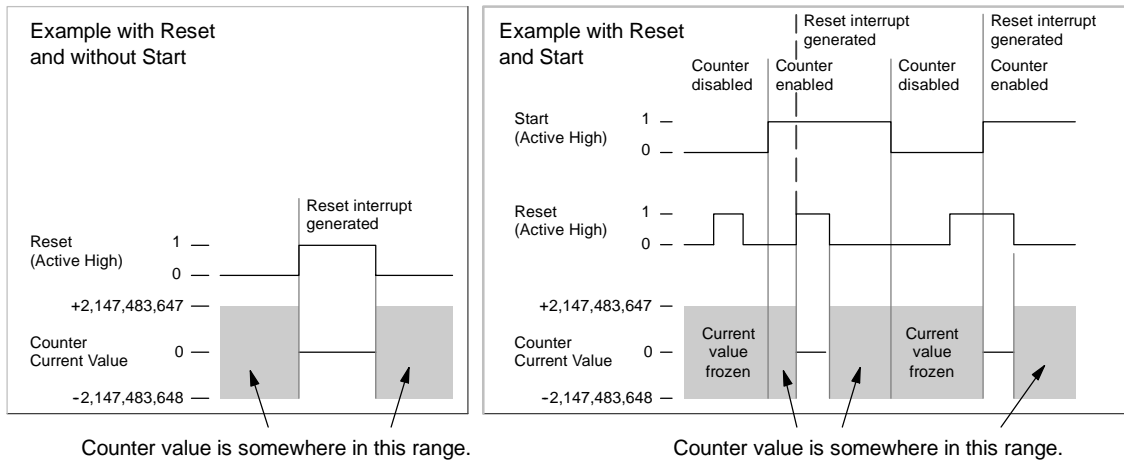 Example with Reset
and without Start
Reset interrupt
generated
Reset
(Active High)
1
0
+2,147,483,647
Counter
Current Value
0
-2,147,483,648
Counter value is somewhere in this range.
Example with Reset
and Start
Reset interrupt
generated
Reset interrupt
generated
Counter
disabled
Counter
enabled
Counter
disabled
Counter
enabled
Start
(Active High)
1
0
Reset
(Active High)
1
0
+2,147,483,647
Counter
Current Value
0
-2,147,483,648
Current
value
frozen
Current
value
frozen
Counter value is somewhere in this range.